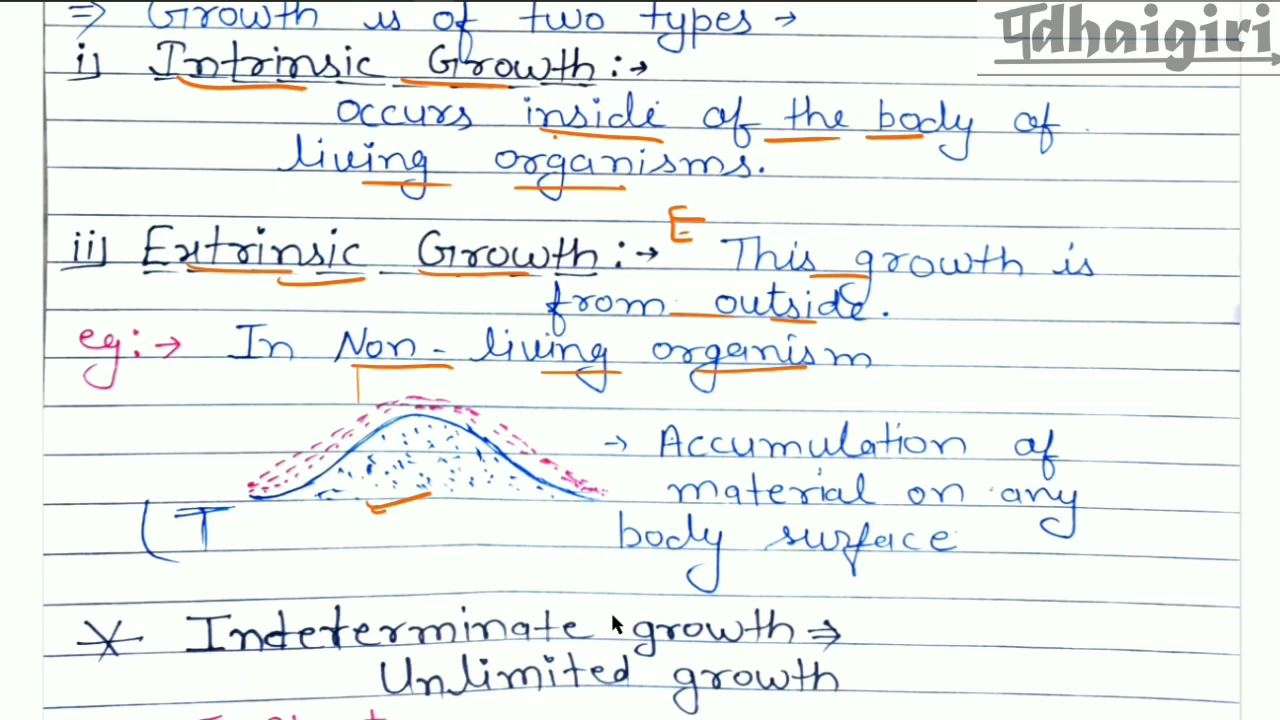 पdhaigiri
⇒ Growth is of two types →
i) Intrinsic Growth :→
occurs inside of the body of
living organisms.
E
ii) Extrinsic Growth :→ This growth is
from outside.
eg :→ In Non-living organism
→ Accumulation of
material on any
body surface
( T
* Indeterminate growth ⇒
Unlimited growth